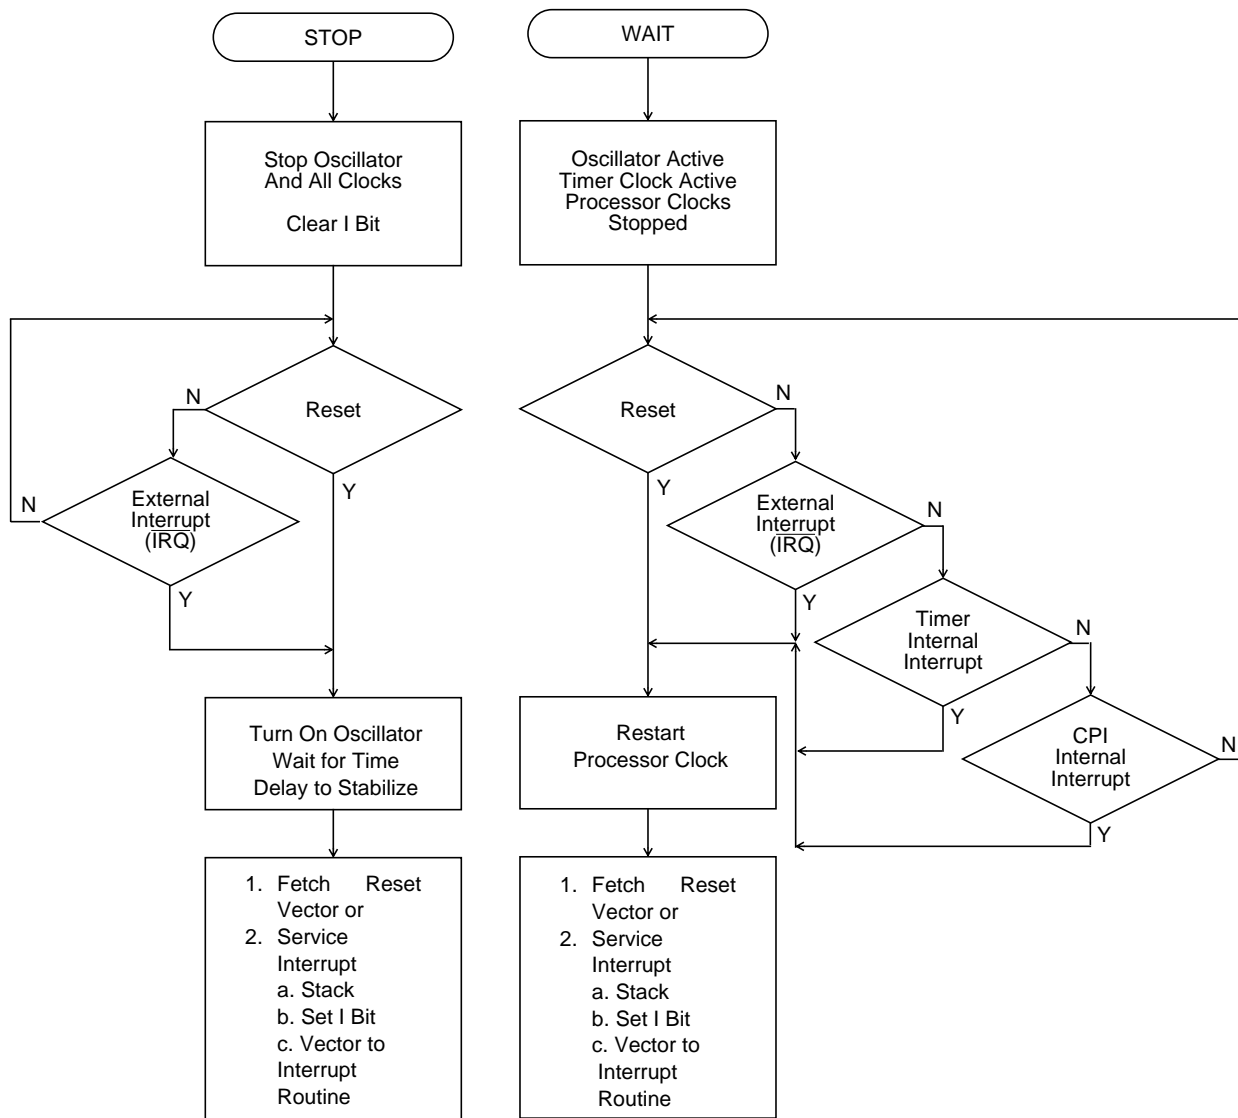 STOP
Stop Oscillator
And All Clocks
Clear I Bit
Reset
N
Y
External
Interrupt
(IRQ)
N
Y
Turn On Oscillator
Wait for Time
Delay to Stabilize
1. Fetch Reset
Vector or
2. Service
Interrupt
a. Stack
b. Set I Bit
c. Vector to
Interrupt
Routine
WAIT
Oscillator Active
Timer Clock Active
Processor Clocks
Stopped
Reset
N
Y
External
Interrupt
(IRQ)
N
Y
Timer
Internal
Interrupt
N
Y
CPI
Internal
Interrupt
N
Y
Restart
Processor Clock
1. Fetch Reset
Vector or
2. Service
Interrupt
a. Stack
b. Set I Bit
c. Vector to
Interrupt
Routine